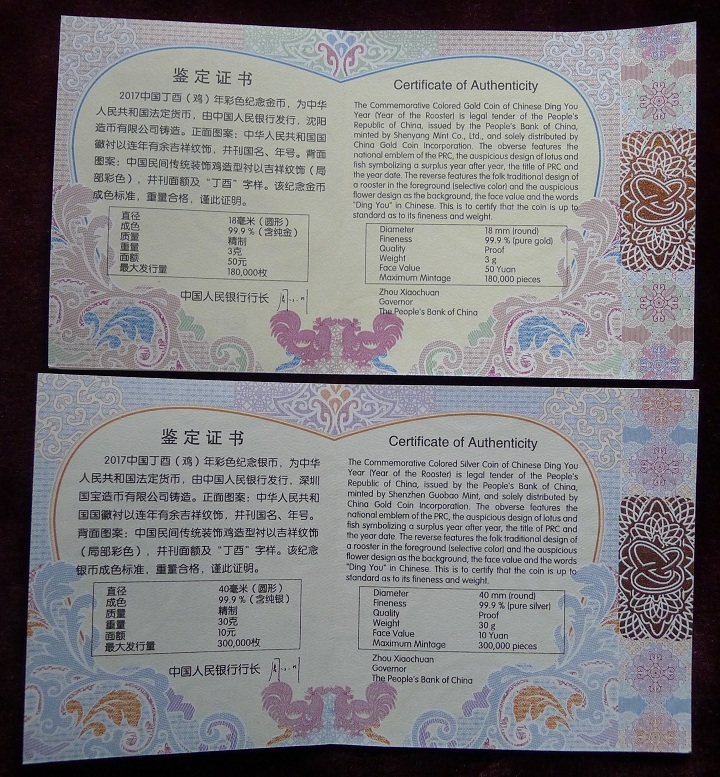 鉴定证书
2017中国丁酉（鸡）年彩色纪念金币，为中华
人民共和国法定货币，由中国人民银行发行，沈阳
造币有限公司铸造。正面图案：中华人民共和国国
徽衬以连年有余吉祥纹饰，并刊国名、年号。背面
图案：中国民间传统装饰鸡造型衬以吉祥纹饰（局
部彩色），并刊面额及“丁酉”字样。该纪念金币
成色标准，重量合格，谨此证明。
直径 18毫米（圆形）
成色 99.9 %（含纯金）
质量 精制
重量 3克
面额 50元
最大发行量 180,000枚
中国人民银行行长
Certificate of Authenticity
The Commemorative Colored Gold Coin of Chinese Ding You
Year (Year of the Rooster) is legal tender of the People's
Republic of China, issued by the People's Bank of China,
minted by Shenyang Mint Co., Ltd., and solely distributed by
China Gold Coin Incorporation. The obverse features the
national emblem of the PRC, the auspicious design of lotus and
fish symbolizing a surplus year after year, the title of PRC and
the year date. The reverse features the folk traditional design of
a rooster in the foreground (selective color) and the auspicious
flower design as the background, the face value and the words
"Ding You" in Chinese. This is to certify that the coin is up to
standard as to its fineness and weight.
Diameter 18 mm (round)
Fineness 99.9 % (pure gold)
Quality Proof
Weight 3 g
Face Value 50 Yuan
Maximum Mintage 180,000 pieces
Zhou Xiaochuan
Governor
The People's Bank of China
鉴定证书
2017中国丁酉（鸡）年彩色纪念银币，为中华
人民共和国法定货币，由中国人民银行发行，深圳
国宝造币有限公司铸造。正面图案：中华人民共和
国国徽衬以连年有余吉祥纹饰，并刊国名、年号。
背面图案：中国民间传统装饰鸡造型衬以吉祥纹饰
（局部彩色），并刊面额及“丁酉”字样。该纪念
银币成色标准，重量合格，谨此证明。
直径 40毫米（圆形）
成色 99.9 %（含纯银）
质量 精制
重量 30克
面额 10元
最大发行量 300,000枚
中国人民银行行长
Certificate of Authenticity
The Commemorative Colored Silver Coin of Chinese Ding You
Year (Year of the Rooster) is legal tender of the People's
Republic of China, issued by the People's Bank of China,
minted by Shenzhen Guobao Mint, and solely distributed by
China Gold Coin Incorporation. The obverse features the
national emblem of the PRC, the auspicious design of lotus and
fish symbolizing a surplus year after year, the title of PRC and
the year date. The reverse features the folk traditional design of
a rooster in the foreground (selective color) and the auspicious
flower design as the background, the face value and the words
"Ding You" in Chinese. This is to certify that the coin is up to
standard as to its fineness and weight.
Diameter 40 mm (round)
Fineness 99.9 % (pure silver)
Quality Proof
Weight 30 g
Face Value 10 Yuan
Maximum Mintage 300,000 pieces
Zhou Xiaochuan
Governor
The People's Bank of China